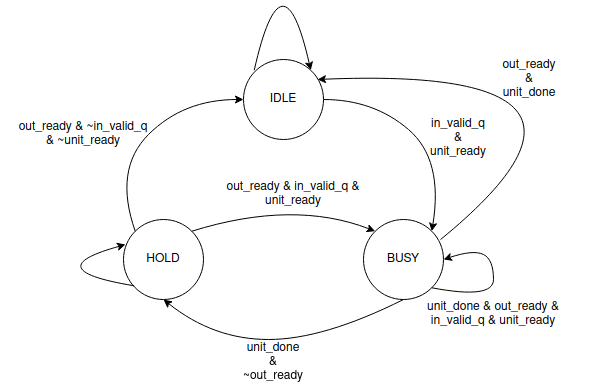 out_ready
&
unit_done
IDLE
in_valid_q
&
unit_ready
out_ready & ~in_valid_q
& ~unit_ready
out_ready & in_valid_q &
unit_ready
HOLD
BUSY
unit_done & out_ready &
in_valid_q & unit_ready
unit_done
&
~out_ready